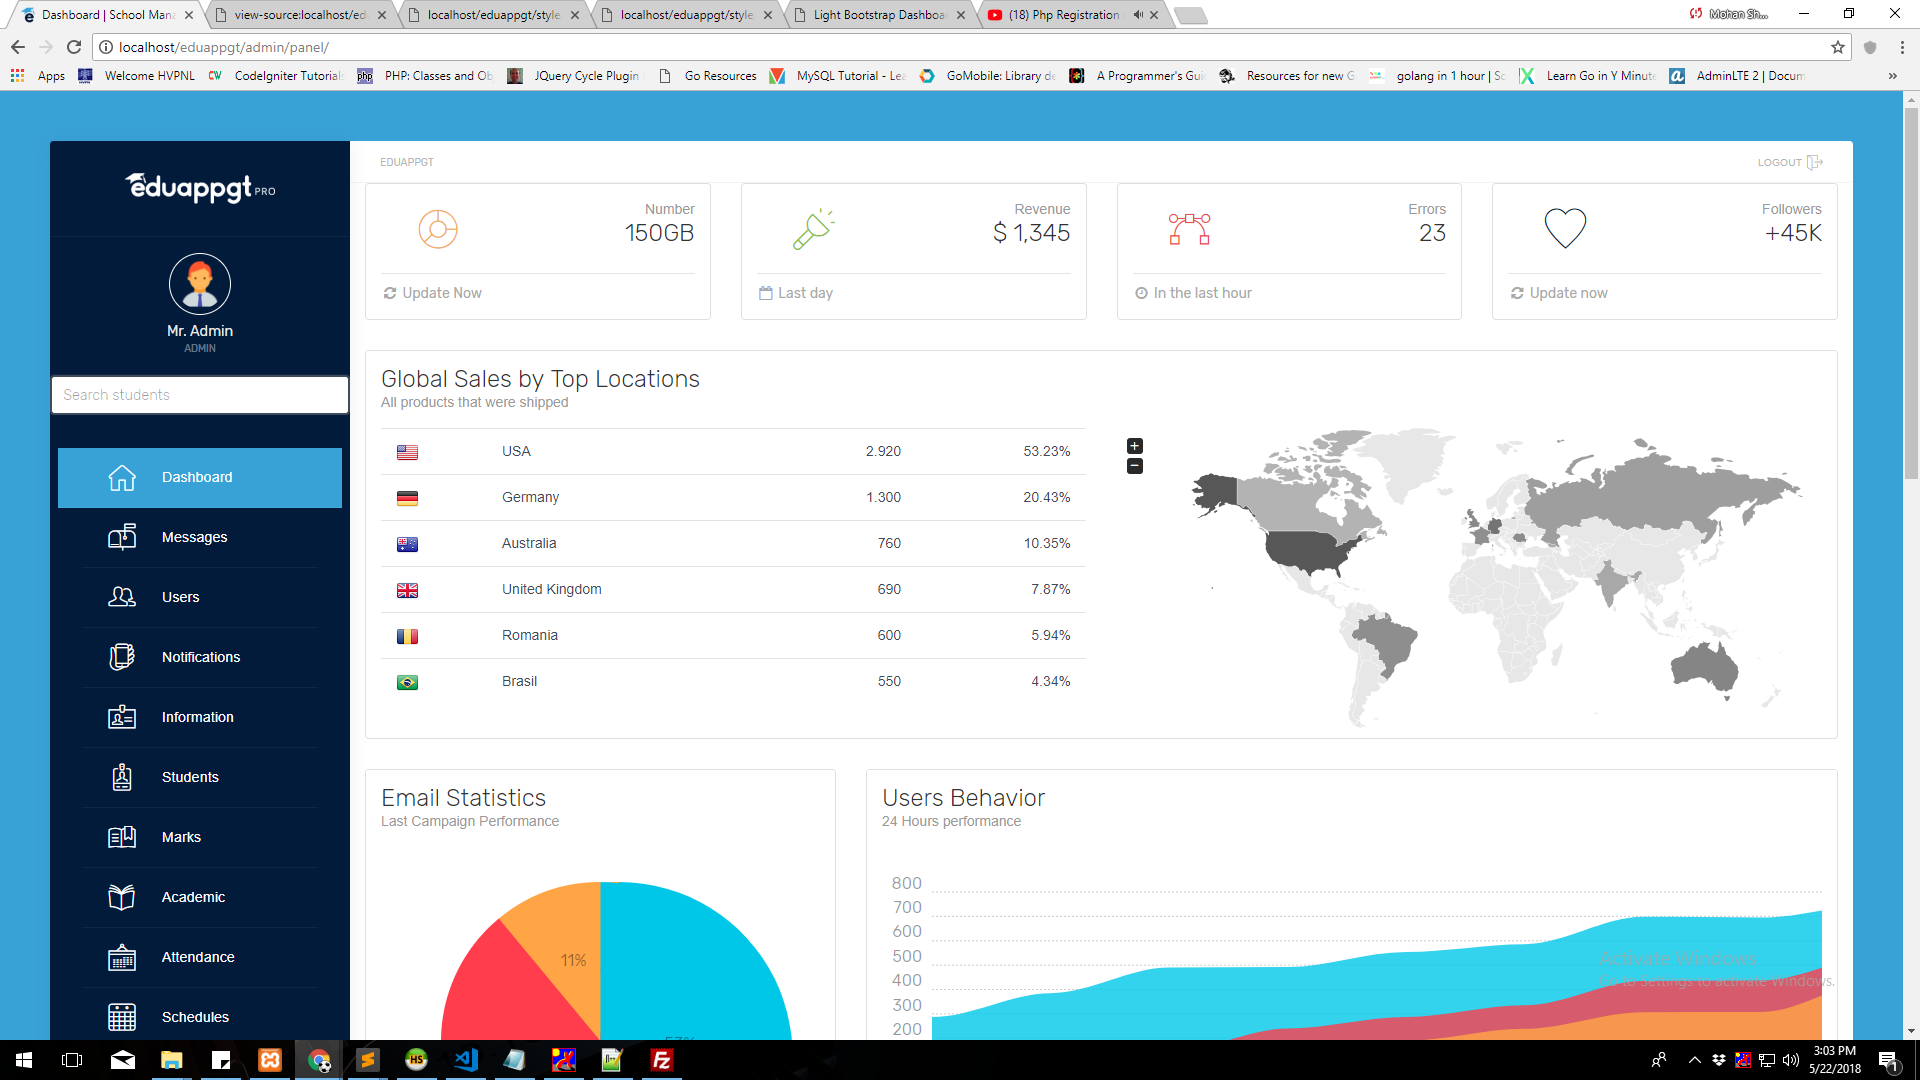 Dashboard | School Mana
view-source:localhost/edu
localhost/eduappgt/style
localhost/eduappgt/style
Light Bootstrap Dashboa
(18) Php Registration
Mohan Sh...
localhost/eduappgt/admin/panel/
Apps
Welcome HVPNL
CodeIgniter Tutorial
PHP: Classes and Ob
JQuery Cycle Plugin
Go Resources
MySQL Tutorial - Lea
GoMobile: Library de
A Programmer's Gui
Resources for new G
golang in 1 hour | Sc
Learn Go in Y Minute
AdminLTE 2 | Docum
»
eduappgt PRO
EDUAPPGT
LOGOUT
Mr. Admin
ADMIN
Search students
Dashboard
Messages
Users
Notifications
Information
Students
Marks
Academic
Attendance
Schedules
Number
150GB
Update Now
Revenue
$ 1,345
Last day
Errors
23
In the last hour
Followers
+45K
Update now
Global Sales by Top Locations
All products that were shipped
USA 2.920 53.23%
Germany 1.300 20.43%
Australia 760 10.35%
United Kingdom 690 7.87%
Romania 600 5.94%
Brasil 550 4.34%
+
−
Email Statistics
Last Campaign Performance
11%
Users Behavior
24 Hours performance
800
700
600
500
400
300
200
Activate Windows
Go to Settings to activate Windows.
3:03 PM
5/22/2018
1